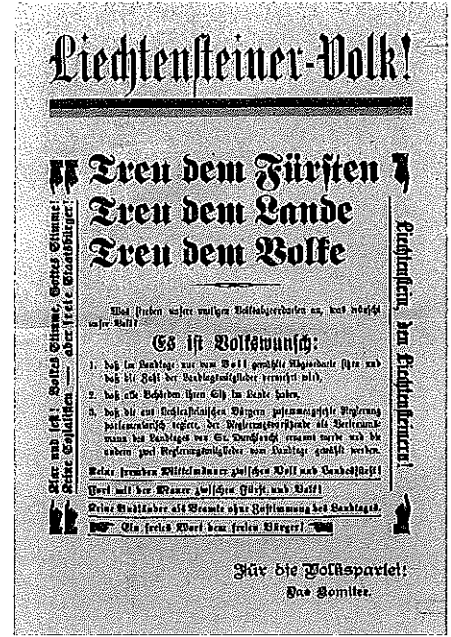 Liechtensteiner-Volk!
Treu dem Fürsten
Treu dem Lande
Treu dem Volke
Was streben unsere mutigen Volksabgeordneten an, was wünscht
unser Volk?
Es ist Volkswunsch:
1. daß im Landtage nur vom Volk gewählte Abgeordnete sitzen und
daß die Zahl der Landtagsmitglieder vermehrt wird,
2. daß alle Behörden ihren Sitz im Lande haben,
3. daß die aus liechtensteinischen Bürgern zusammengesetzte Regierung
parlamentarisch regiert, der Regierungsvorsitzende als Vertrauens-
mann des Landtages von Sr. Durchlaucht ernannt werde und die
andern zwei Regierungsmitglieder vom Landtage gewählt werden.
Keine fremden Mittelmänner zwischen Volk und Landesfürst!
Fort mit der Mauer zwischen Fürst und Volk!
Keine Ausländer als Beamte ohne Zustimmung des Landtages.
Ein freies Wort dem freien Bürger!
Klar und fest! Volkes Stimme, Gottes Stimme!
Keine Sozialisten — aber freie Staatsbürger!
Liechtenstein, den Liechtensteinern!
Für die Volkspartei:
Das Komitee.